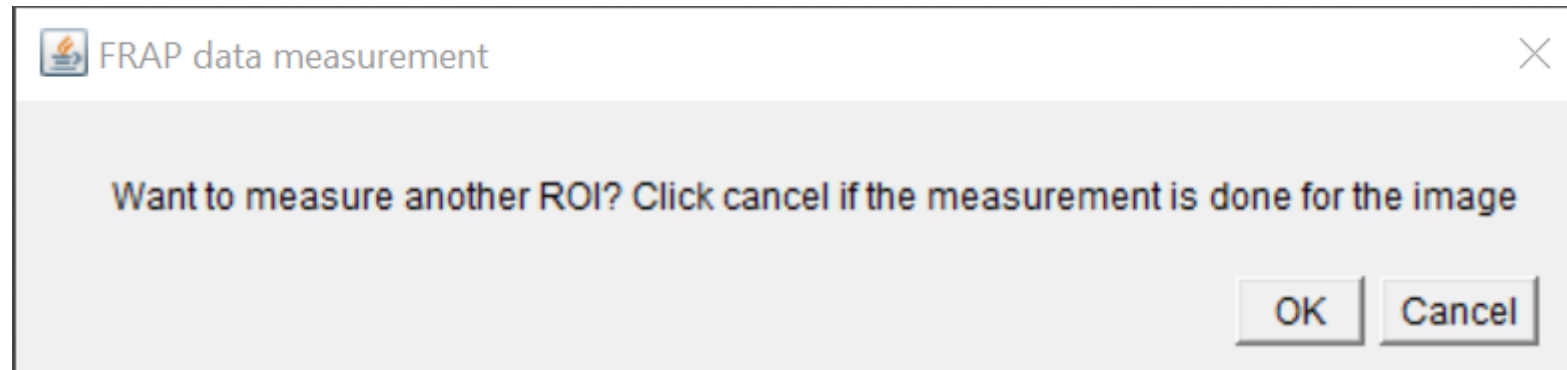 FRAP data measurement
Want to measure another ROI? Click cancel if the measurement is done for the image
OK Cancel